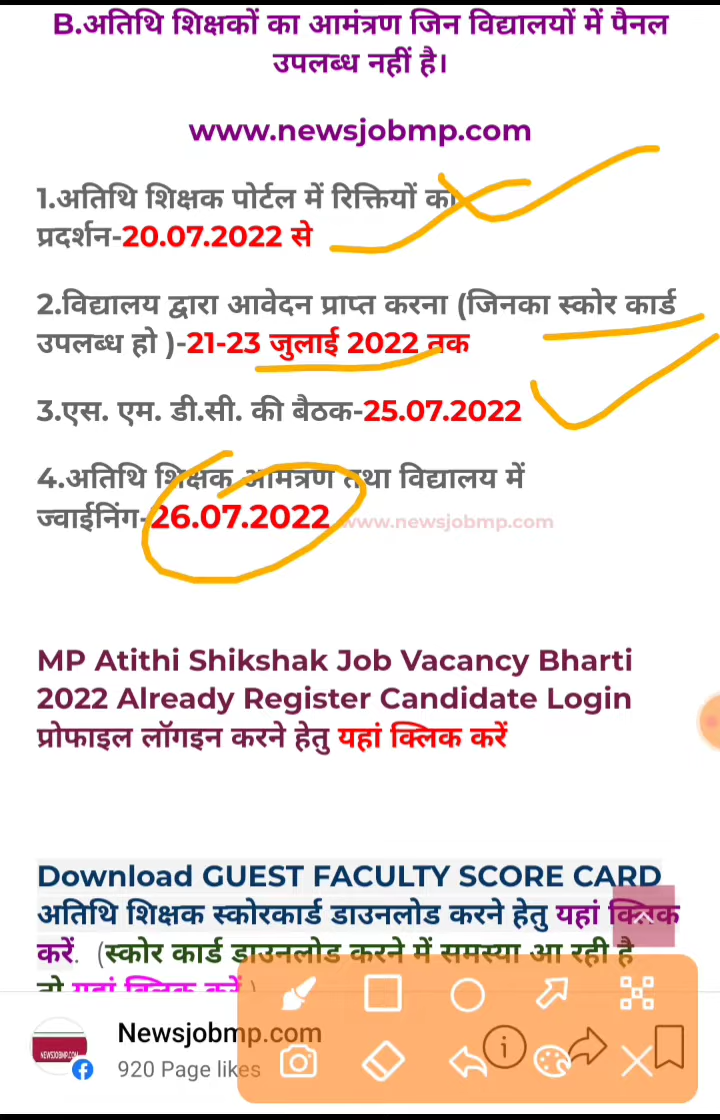 B.अतिथि शिक्षकों का आमंत्रण जिन विद्यालयों में पैनल
उपलब्ध नहीं है।
www.newsjobmp.com
1.अतिथि शिक्षक पोर्टल में रिक्तियों का
प्रदर्शन-20.07.2022 से
2.विद्यालय द्वारा आवेदन प्राप्त करना (जिनका स्कोर कार्ड
उपलब्ध हो )-21-23 जुलाई 2022 तक
3.एस. एम. डी.सी. की बैठक-25.07.2022
4.अतिथि शिक्षक आमंत्रण तथा विद्यालय में
ज्वाईनिंग-26.07.2022 www.newsjobmp.com
MP Atithi Shikshak Job Vacancy Bharti
2022 Already Register Candidate Login
प्रोफाइल लॉगइन करने हेतु यहां क्लिक करें
Download GUEST FACULTY SCORE CARD
अतिथि शिक्षक स्कोरकार्ड डाउनलोड करने हेतु यहां क्लिक
करें. (स्कोर कार्ड डाउनलोड करने में समस्या आ रही है
तो यहां क्लिक करें)
Newsjobmp.com
NEWSJOBMP.COM
920 Page likes